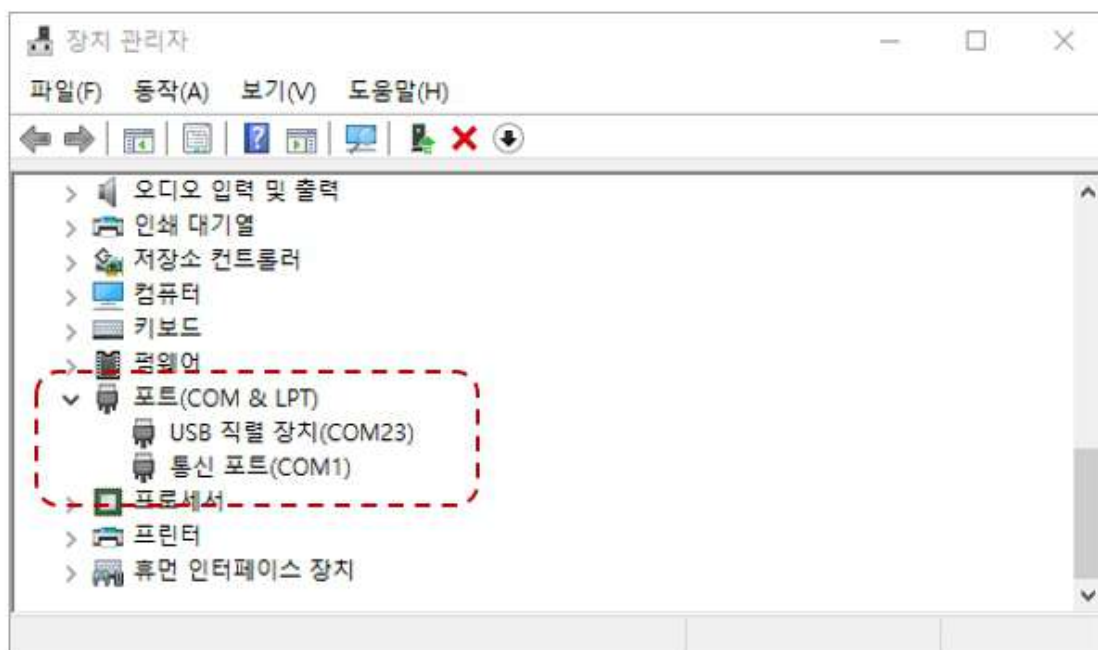 장치 관리자
파일(F) 동작(A) 보기(V) 도움말(H)
오디오 입력 및 출력
인쇄 대기열
저장소 컨트롤러
컴퓨터
키보드
펌웨어
포트(COM & LPT)
USB 직렬 장치(COM23)
통신 포트(COM1)
프로세서
프린터
휴먼 인터페이스 장치